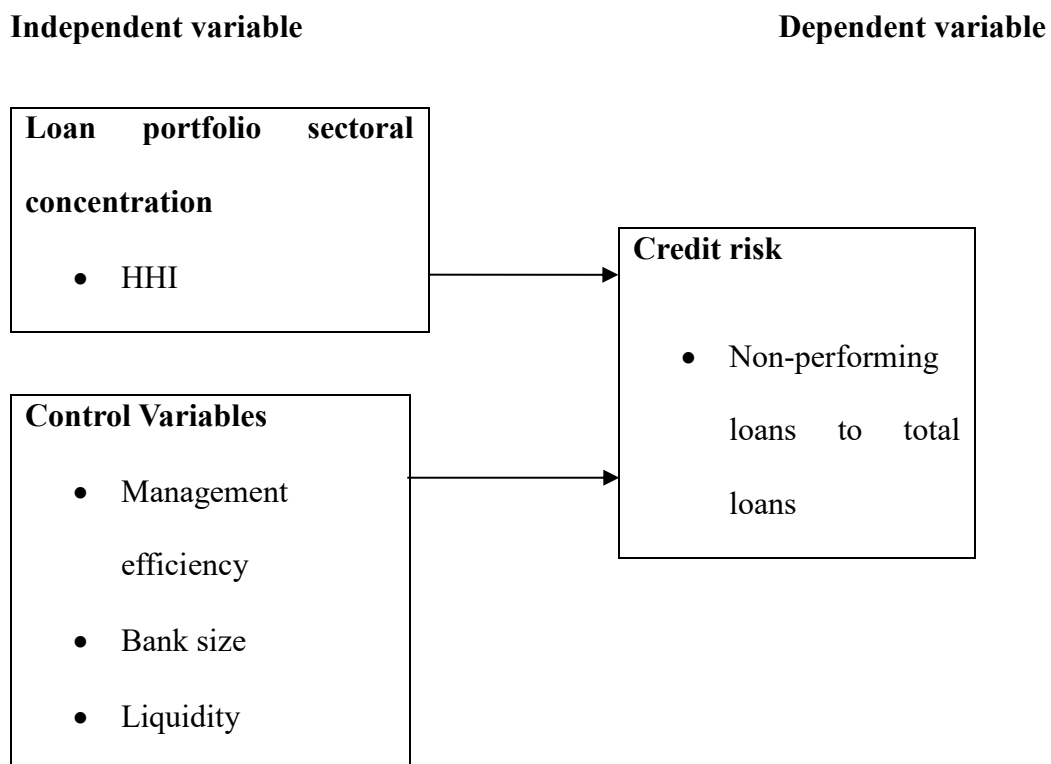 Independent variable
Dependent variable
Loan portfolio sectoral
concentration
• HHI
Credit risk
• Non-performing
loans to total
loans
Control Variables
• Management
efficiency
• Bank size
• Liquidity